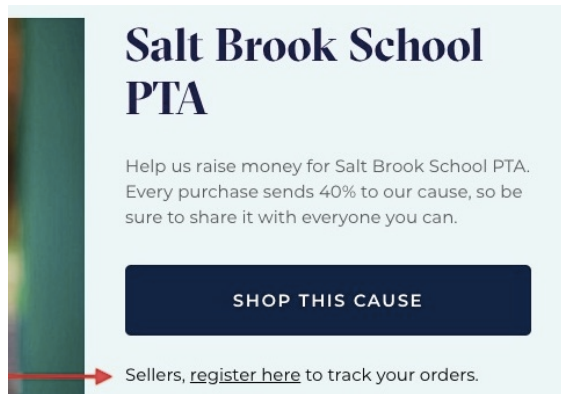 Salt Brook School
PTA
Help us raise money for Salt Brook School PTA.
Every purchase sends 40% to our cause, so be
sure to share it with everyone you can.
SHOP THIS CAUSE
Sellers, register here to track your orders.